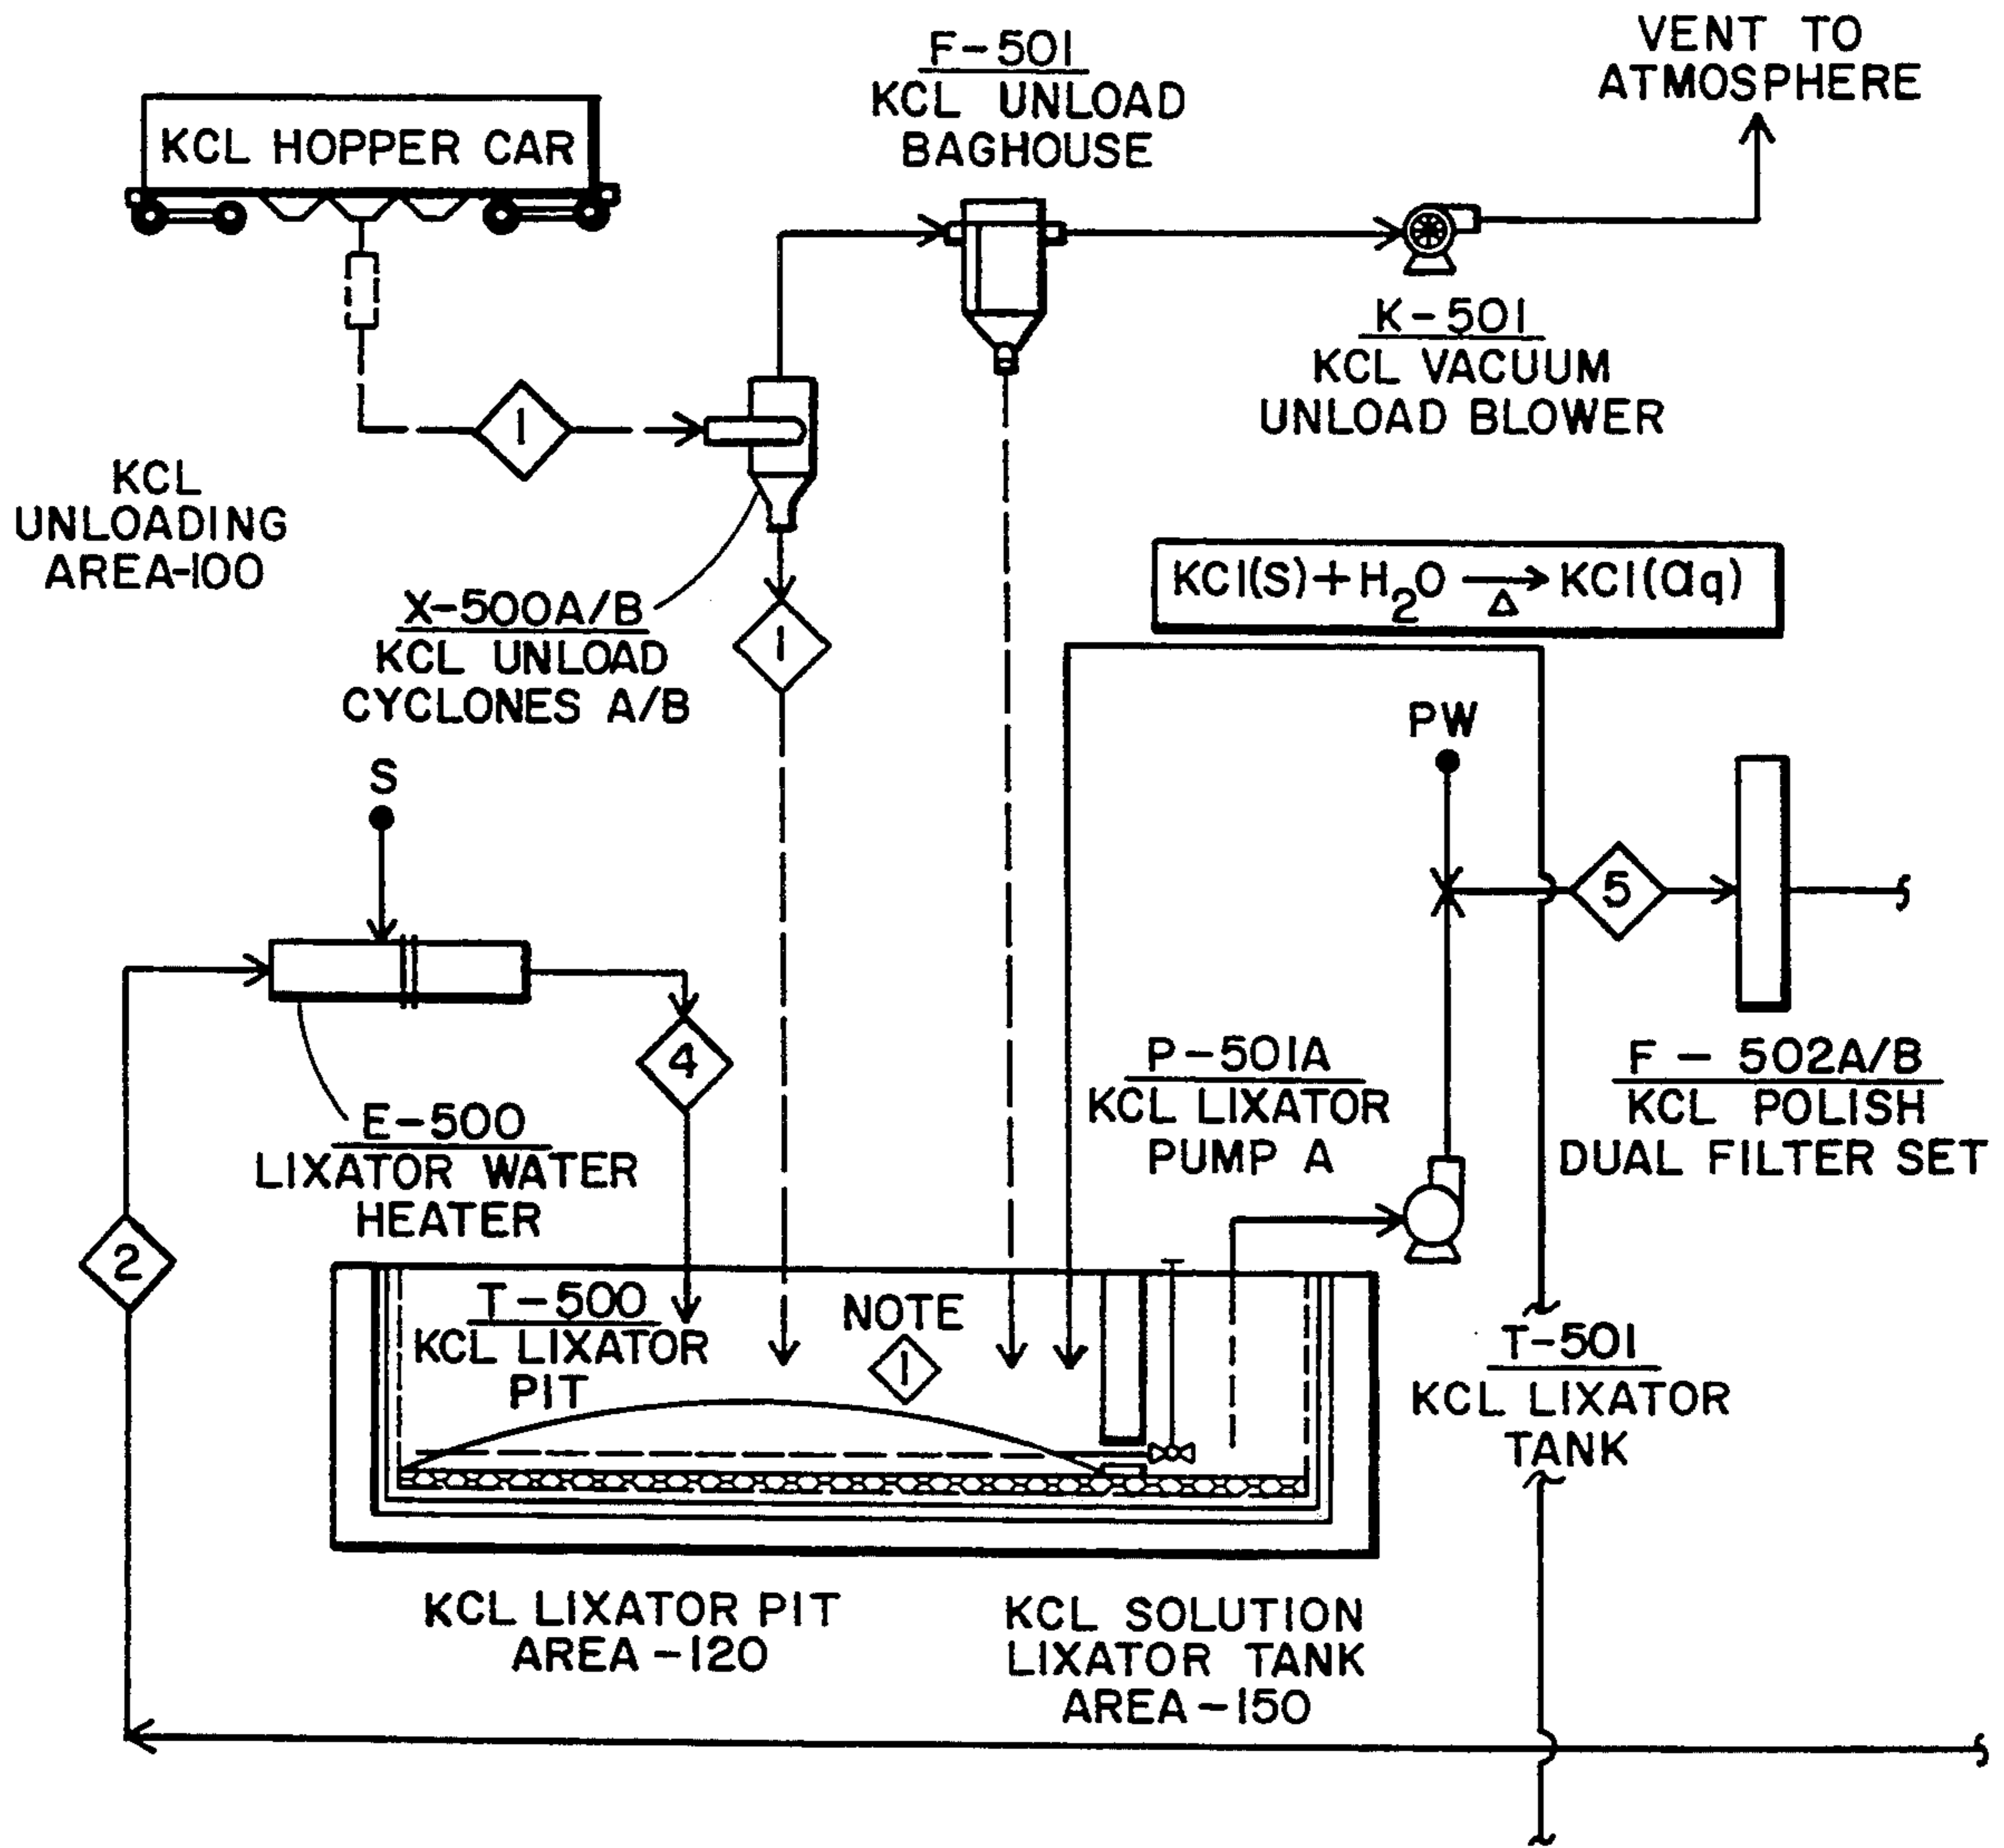 VENT TO
ATMOSPHERE
F-501
KCL UNLOAD
BAGHOUSE
KCL HOPPER CAR
K-501
KCL VACUUM
UNLOAD BLOWER
1
KCL
UNLOADING
AREA-100
KCl(S)+H2O → KCl(aq)
Δ
X-500A/B
KCL UNLOAD
CYCLONES A/B
1
PW
S
5
4
P-501A
KCL LIXATOR
PUMP A
F - 502A/B
KCL POLISH
DUAL FILTER SET
E-500
LIXATOR WATER
HEATER
2
T-500
KCL LIXATOR
PIT
NOTE
1
T-501
KCL LIXATOR
TANK
KCL LIXATOR PIT
AREA -120
KCL SOLUTION
LIXATOR TANK
AREA -150